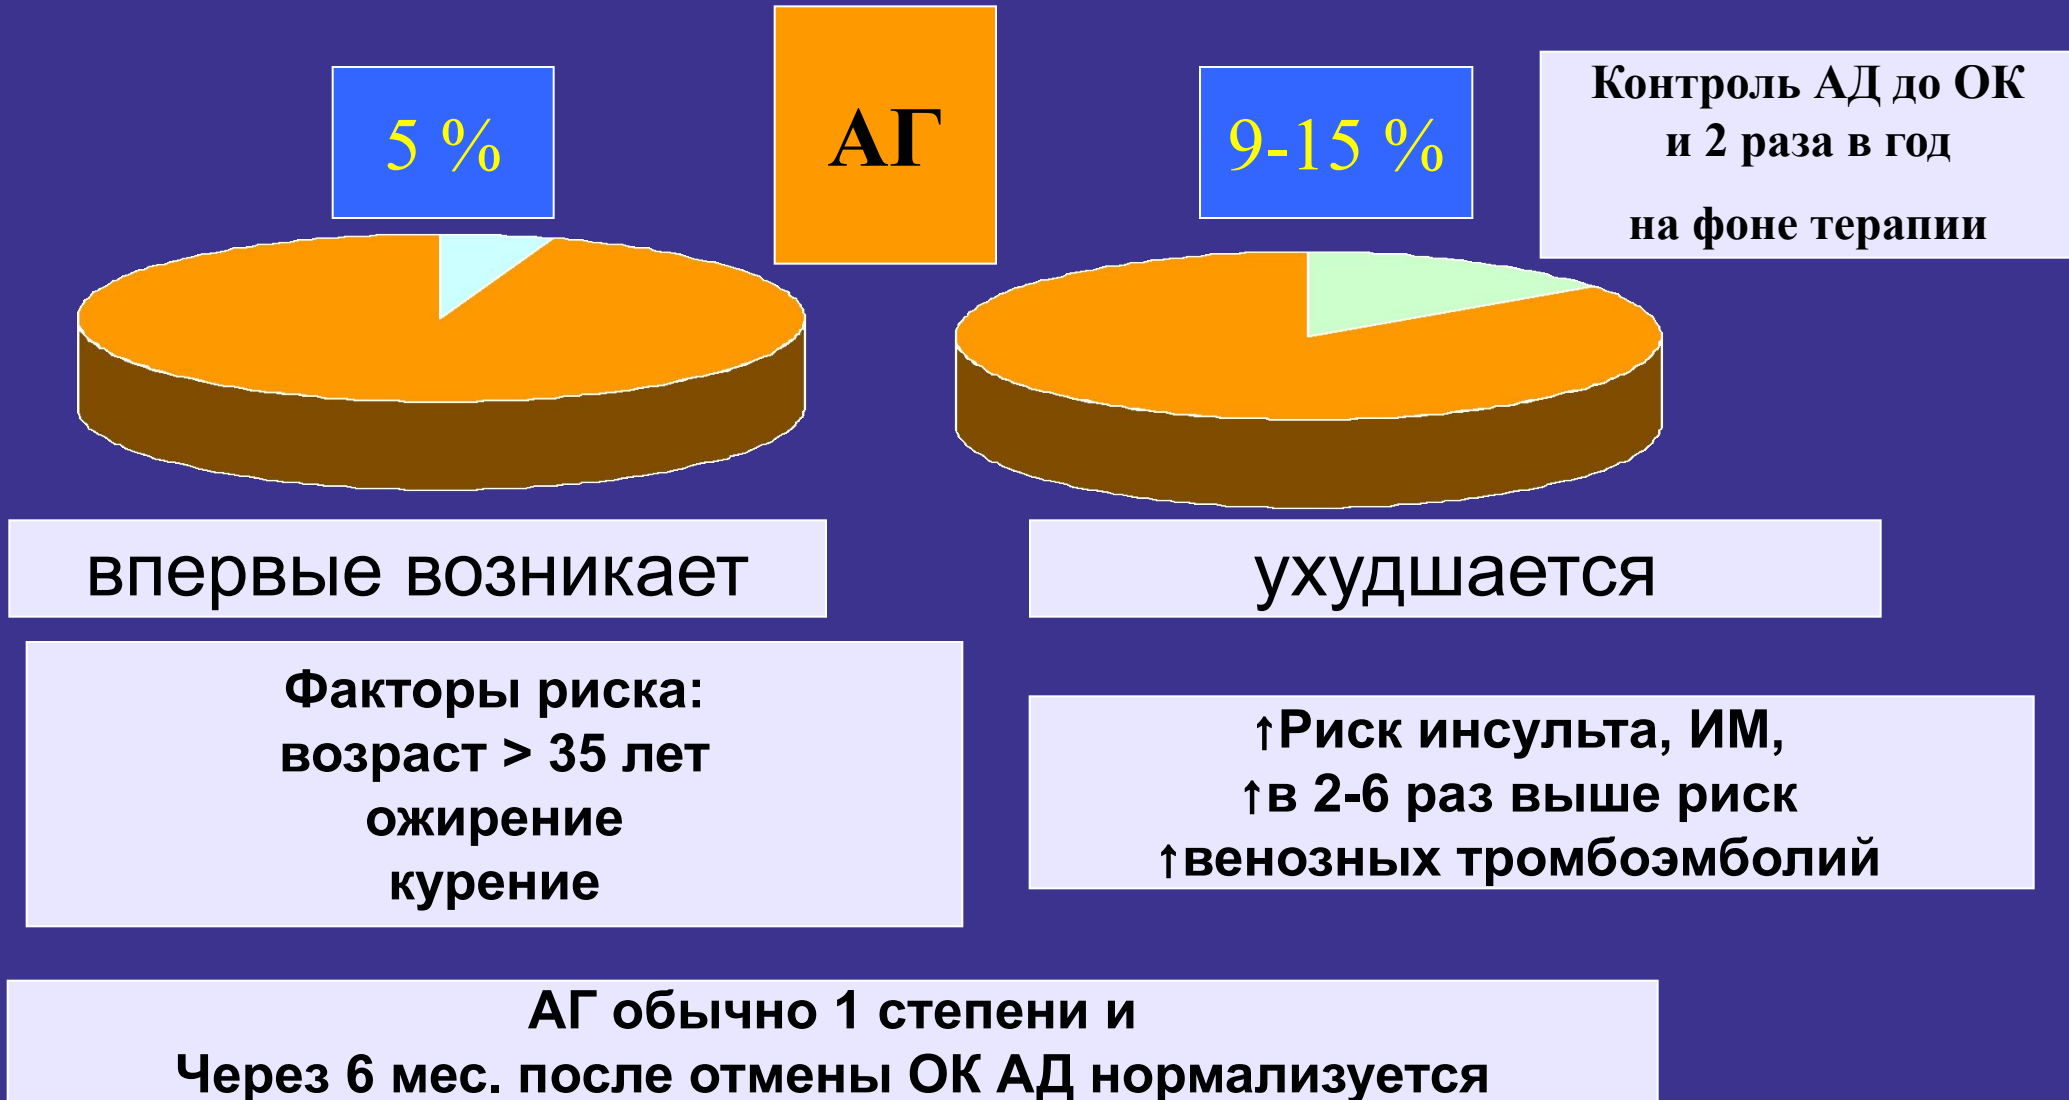 5 %
АГ
9-15 %
Контроль АД до ОК
и 2 раза в год
на фоне терапии
впервые возникает
ухудшается
Факторы риска:
возраст > 35 лет
ожирение
курение
↑Риск инсульта, ИМ,
↑в 2-6 раз выше риск
↑венозных тромбоэмболий
АГ обычно 1 степени и
Через 6 мес. после отмены ОК АД нормализуется